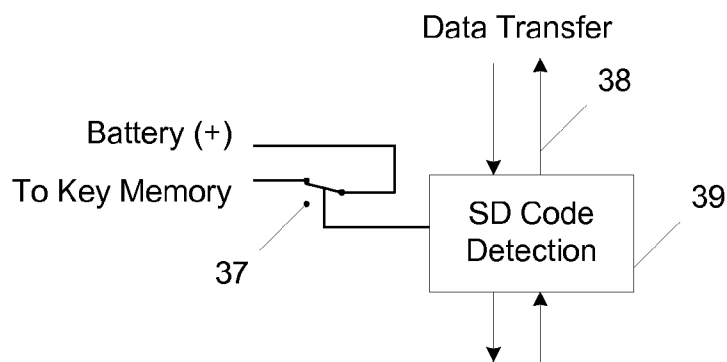 Data Transfer
38
Battery (+)
To Key Memory
SD Code
Detection
39
37